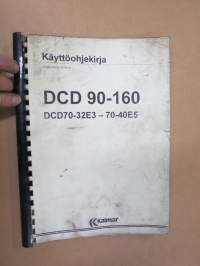 Käyttöohjekirja
DCD 90-160
DCD70-32E3 – 70-40E5
Kalmar